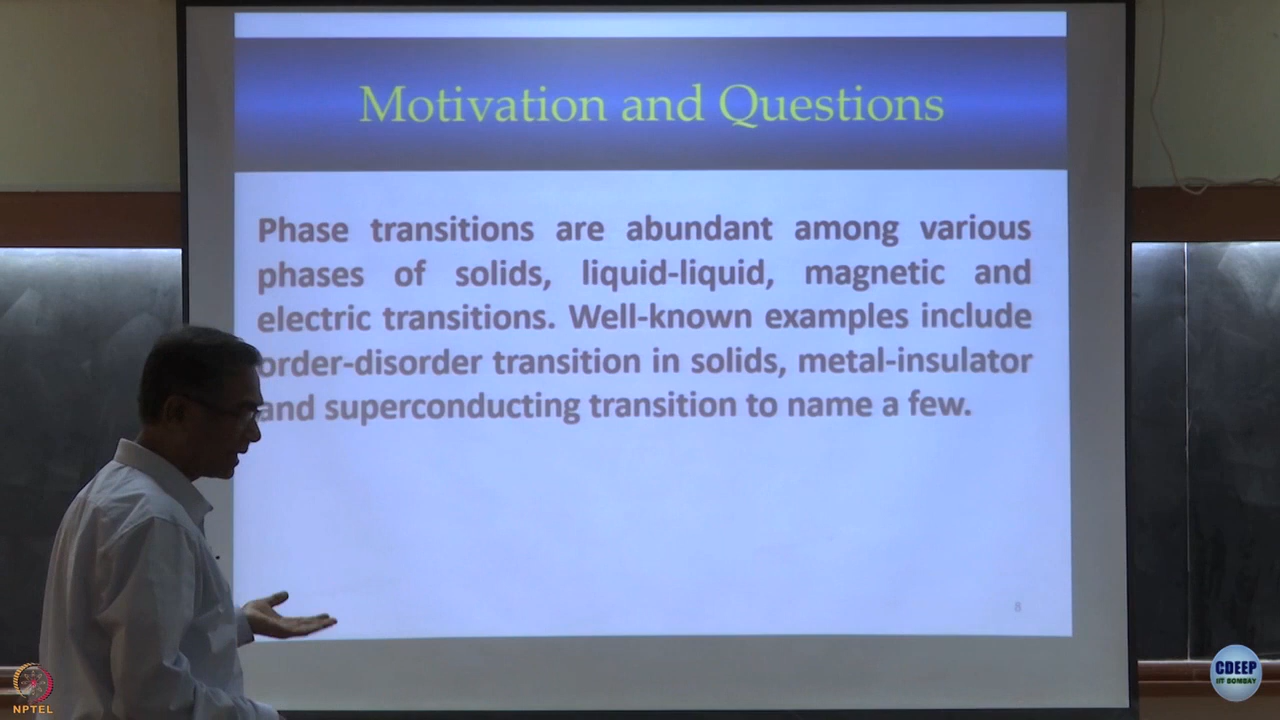 Motivation and Questions
Phase transitions are abundant among various
phases of solids, liquid-liquid, magnetic and
electric transitions. Well-known examples include
order-disorder transition in solids, metal-insulator
and superconducting transition to name a few.
8
NPTEL
CDEEP
IIT BOMBAY